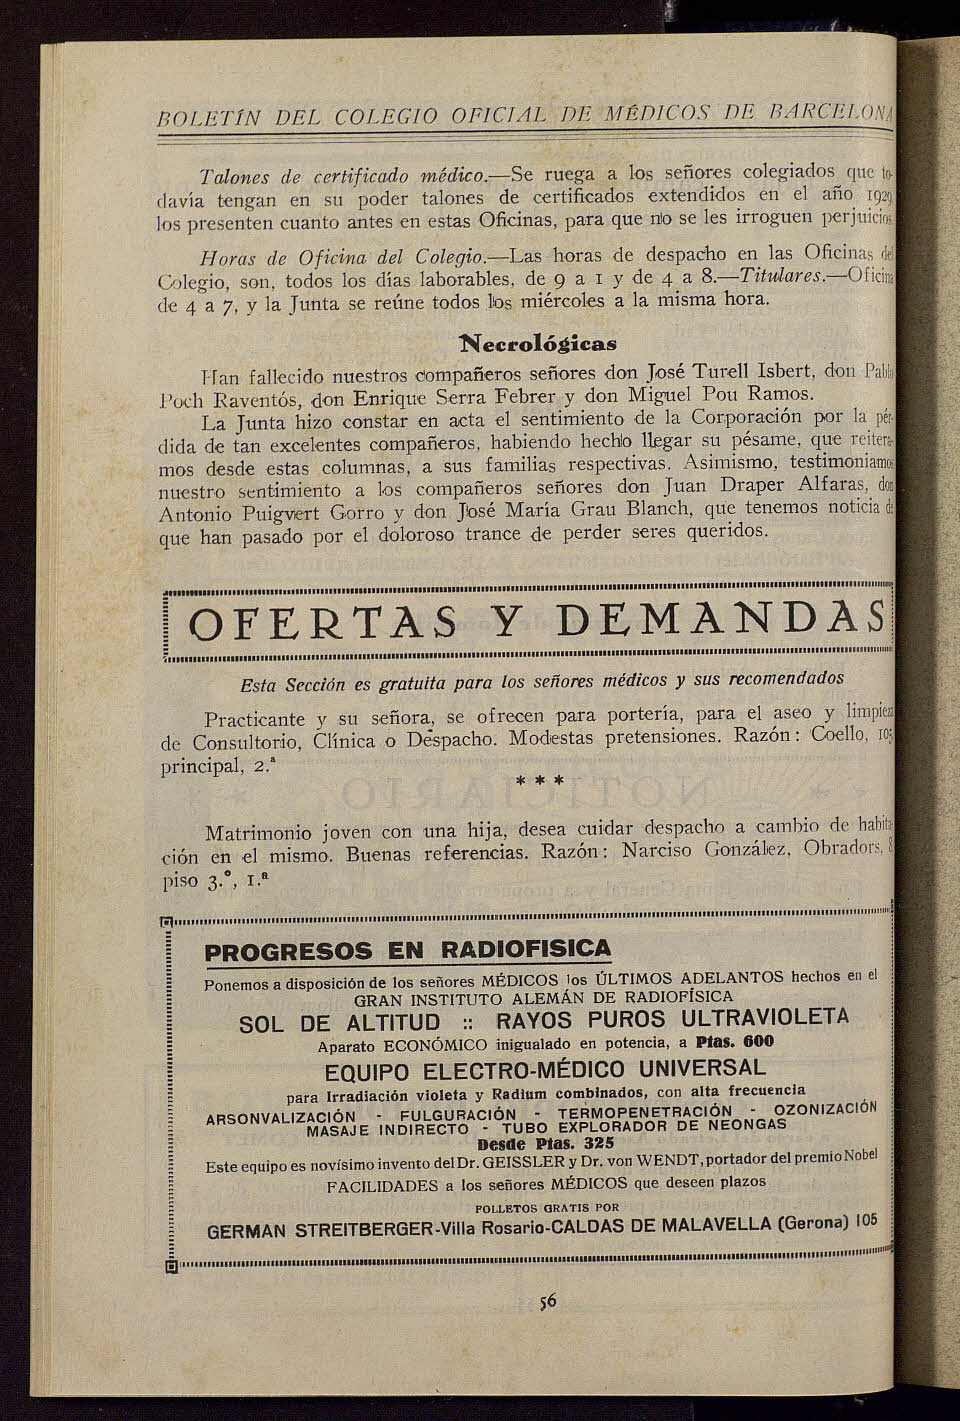 BOLETÍN DEL COLEGIO OFICIAL DE MÉDICOS DE BARCELONA
Talones de certificado médico.—Se ruega a los señores colegiados que to-
davía tengan en su poder talones de certificados extendidos en el año 1929,
los presenten cuanto antes en estas Oficinas, para que no se les irroguen perjuicios.
Horas de Oficina del Colegio.—Las horas de despacho en las Oficinas del
Colegio, son, todos los días laborables, de 9 a 1 y de 4 a 8.—Titulares.—Oficina
de 4 a 7, y la Junta se reúne todos los miércoles a la misma hora.
Necrológicas
Han fallecido nuestros compañeros señores don José Turell Isbert, don Pablo
Poch Raventós, don Enrique Serra Febrer y don Miguel Pou Ramos.
La Junta hizo constar en acta el sentimiento de la Corporación por la pér-
dida de tan excelentes compañeros, habiendo hecho llegar su pésame, que reitera-
mos desde estas columnas, a sus familias respectivas. Asimismo, testimoniamos
nuestro sentimiento a los compañeros señores don Juan Draper Alfaras, don
Antonio Puigvert Gorro y don José María Grau Blanch, que tenemos noticia de
que han pasado por el doloroso trance de perder seres queridos.
OFERTAS Y DEMANDAS
Esta Sección es gratuita para los señores médicos y sus recomendados
Practicante y su señora, se ofrecen para portería, para el aseo y limpieza
de Consultorio, Clínica o Despacho. Modestas pretensiones. Razón: Coello, 105,
principal, 2.ª
* * *
Matrimonio joven con una hija, desea cuidar despacho a cambio de habita-
ción en el mismo. Buenas referencias. Razón: Narciso González, Obradors, 8,
piso 3.º, 1.ª
PROGRESOS EN RADIOFISICA
Ponemos a disposición de los señores MÉDICOS los ÚLTIMOS ADELANTOS hechos en el
GRAN INSTITUTO ALEMÁN DE RADIOFÍSICA
SOL DE ALTITUD :: RAYOS PUROS ULTRAVIOLETA
Aparato ECONÓMICO inigualado en potencia, a Ptas. 600
EQUIPO ELECTRO-MÉDICO UNIVERSAL
para Irradiación violeta y Radium combinados, con alta frecuencia
ARSONVALIZACIÓN - FULGURACIÓN - TERMOPENETRACIÓN - OZONIZACIÓN
MASAJE INDIRECTO - TUBO EXPLORADOR DE NEONGAS
Desde Ptas. 325
Este equipo es novísimo invento del Dr. GEISSLER y Dr. von WENDT, portador del premio Nobel
FACILIDADES a los señores MÉDICOS que deseen plazos
FOLLETOS GRATIS POR
GERMAN STREITBERGER-Villa Rosario-CALDAS DE MALAVELLA (Gerona) 105
56